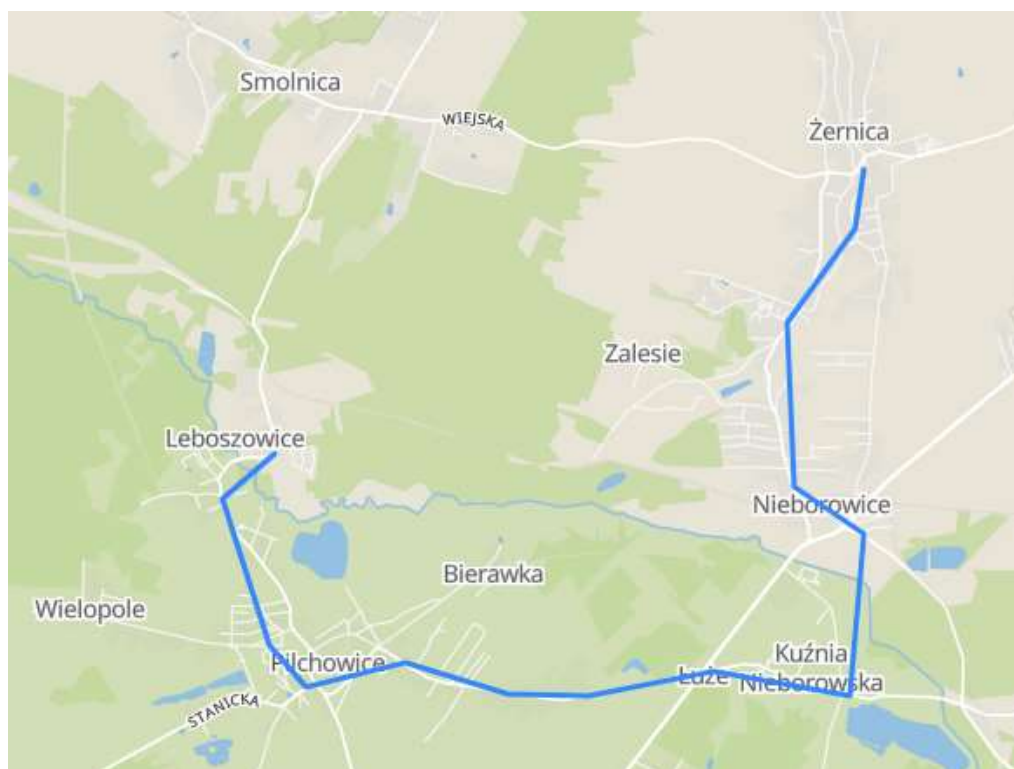 Smolnica
WIEJSKA
Żernica
Zalesie
Leboszowice
Nieborowice
Bierawka
Wielopole
Pilchowice
Kuźnia
Nieborowska
Łuże
STANICKA